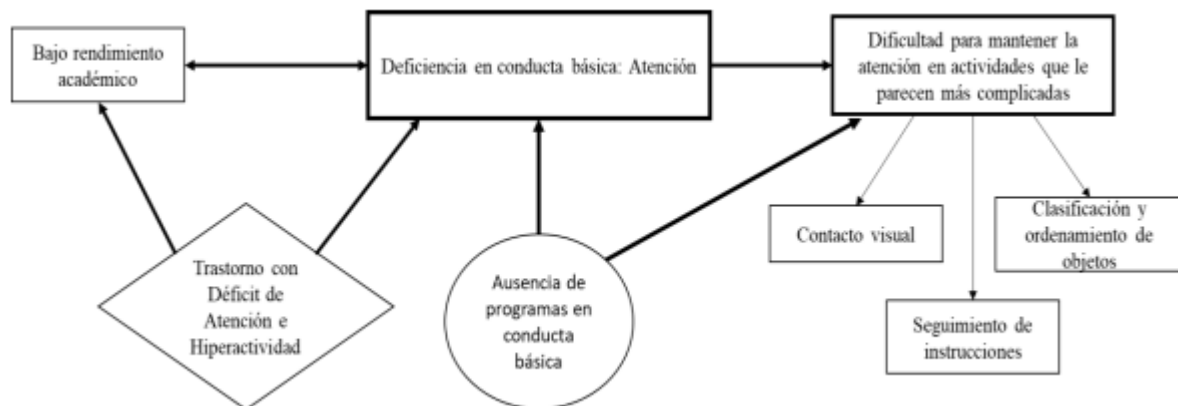 Bajo rendimiento
académico
Deficiencia en conducta básica: Atención
Dificultad para mantener la
atención en actividades que le
parecen más complicadas
Trastorno con
Déficit de
Atención e
Hiperactividad
Ausencia de
programas en
conducta
básica
Contacto visual
Clasificación y
ordenamiento de
objetos
Seguimiento de
instrucciones